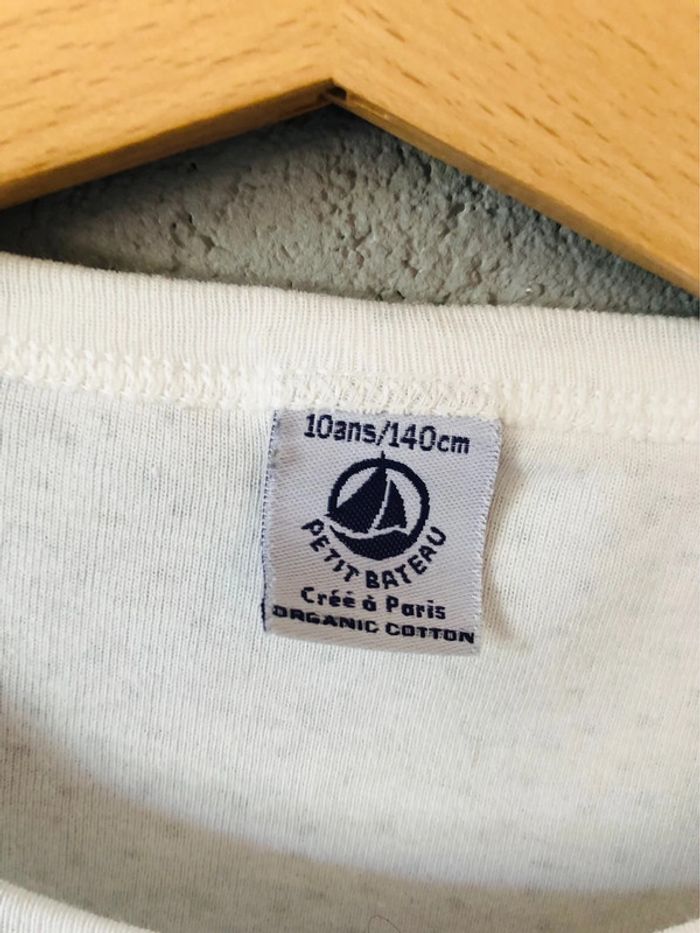 10ans/140cm
PETIT BATEAU
Créé à Paris
ORGANIC COTTON